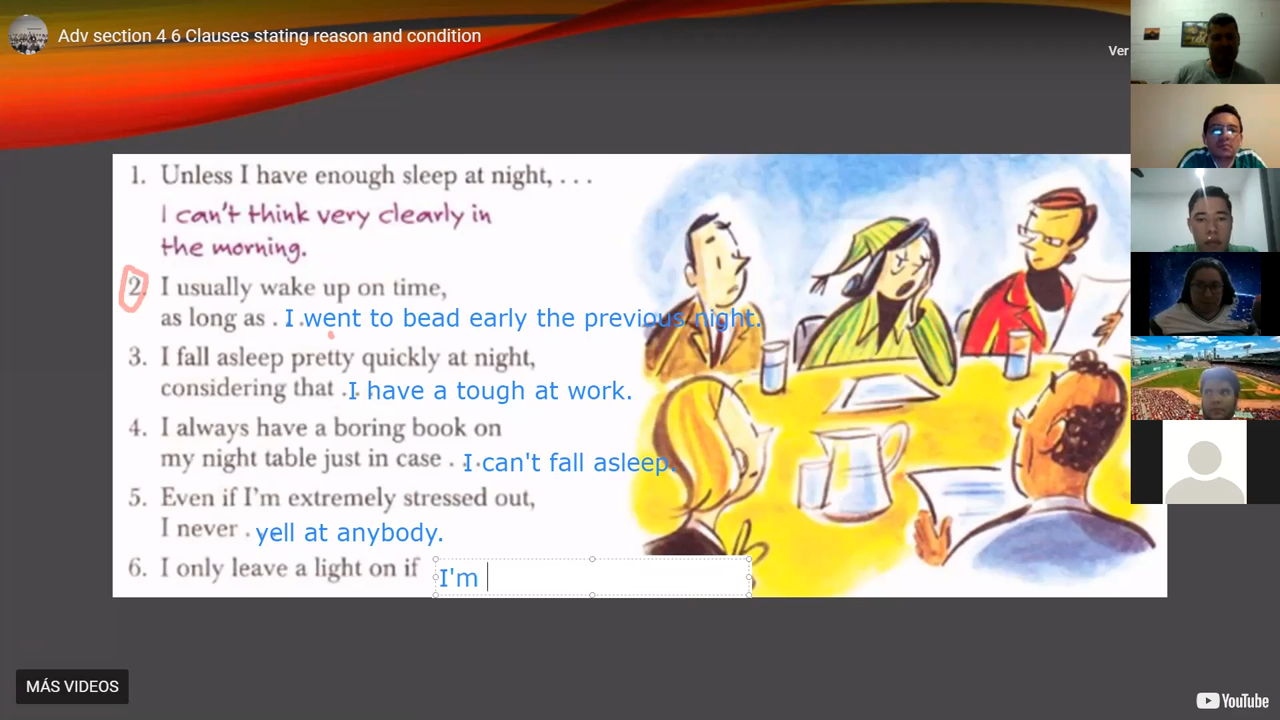 Adv section 4 6 Clauses stating reason and condition
Ver
1. Unless I have enough sleep at night, . . .
I can't think very clearly in
the morning.
2. I usually wake up on time,
as long as . . . I went to bead early the previous night.
3. I fall asleep pretty quickly at night,
considering that . . . I have a tough at work.
4. I always have a boring book on
my night table just in case . . . I can't fall asleep.
5. Even if I'm extremely stressed out,
I never . yell at anybody.
6. I only leave a light on if I'm
MÁS VIDEOS
YouTube